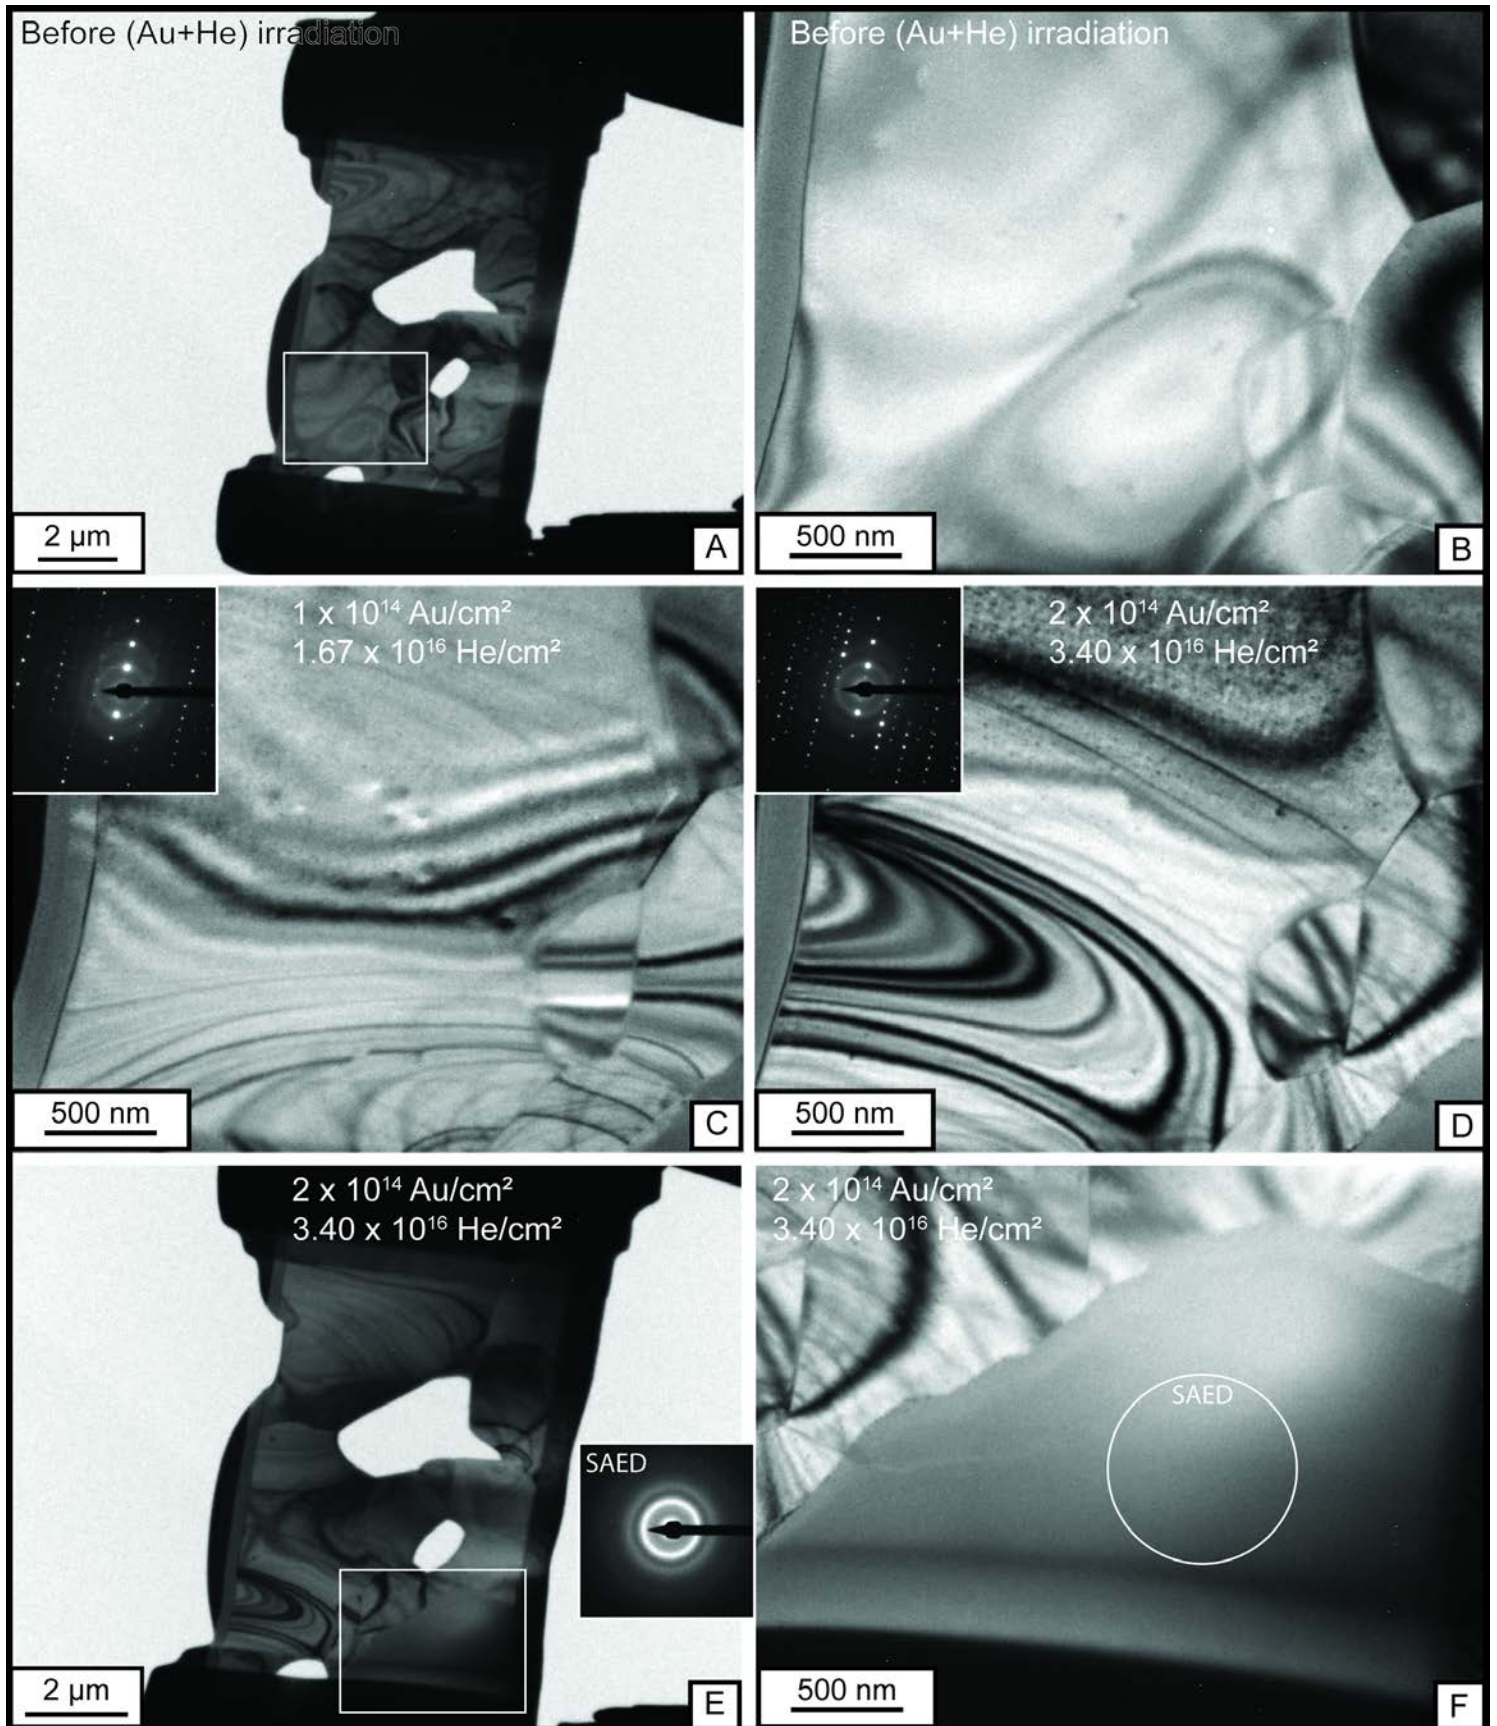 Before (Au+He) irradiation
2 µm
A
Before (Au+He) irradiation
500 nm
B
1 x 10¹⁴ Au/cm²
1.67 x 10¹⁶ He/cm²
500 nm
C
2 x 10¹⁴ Au/cm²
3.40 x 10¹⁶ He/cm²
500 nm
D
2 x 10¹⁴ Au/cm²
3.40 x 10¹⁶ He/cm²
SAED
2 µm
E
2 x 10¹⁴ Au/cm²
3.40 x 10¹⁶ He/cm²
SAED
500 nm
F